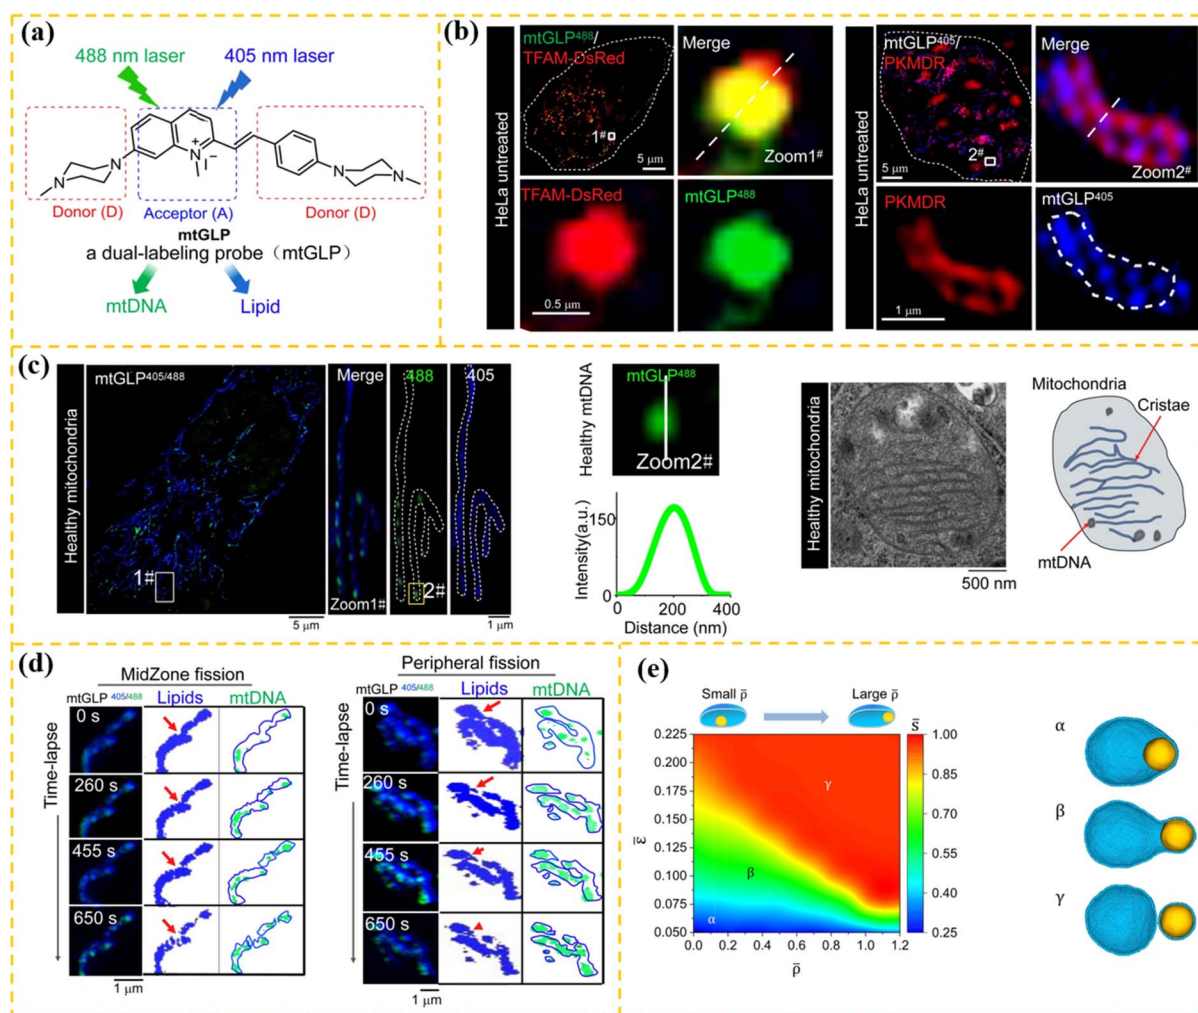 (a)
488 nm laser
405 nm laser
N
N
N
N
N
I
Donor (D)
Acceptor (A)
Donor (D)
mtGLP
a dual-labeling probe（mtGLP）
mtDNA
Lipid
(b)
HeLa untreated
mtGLP488/
TFAM-DsRed
1#
5 μm
Merge
Zoom1#
TFAM-DsRed
0.5 μm
mtGLP488
HeLa untreated
mtGLP405/
PKMDR
2#
5 μm
Merge
Zoom2#
PKMDR
1 μm
mtGLP405
(c)
Healthy mitochondria
mtGLP405/488
1#
5 μm
Merge
Zoom1#
488
2#
405
1 μm
Healthy mtDNA
mtGLP488
Zoom2#
Intensity(a.u.)
150
0
0
200
400
Distance (nm)
Healthy mitochondria
500 nm
Mitochondria
Cristae
mtDNA
(d)
MidZone fission
mtGLP 405/488
Lipids
mtDNA
Time-lapse
0 s
260 s
455 s
650 s
1 μm
Peripheral fission
mtGLP 405/488
Lipids
mtDNA
Time-lapse
0 s
260 s
455 s
650 s
1 μm
(e)
Small ρ̅
Large ρ̅
ε̅
0.225
0.200
0.175
0.150
0.125
0.100
0.075
0.050
γ
β
α
0.0 0.2 0.4 0.6 0.8 1.0 1.2
ρ̅
s̅
1.00
0.85
0.70
0.55
0.40
0.25
α
β
γ